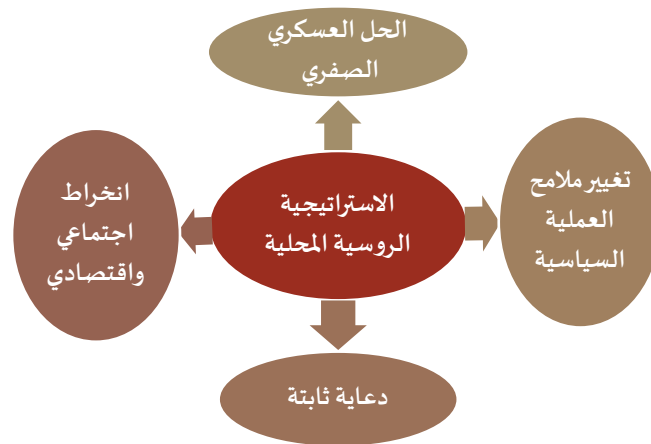 الحل العسكري
الصفري
تغيير ملامح
العملية
السياسية
الاستراتيجية
الروسية المحلية
انخراط
اجتماعي
واقتصادي
دعاية ثابتة